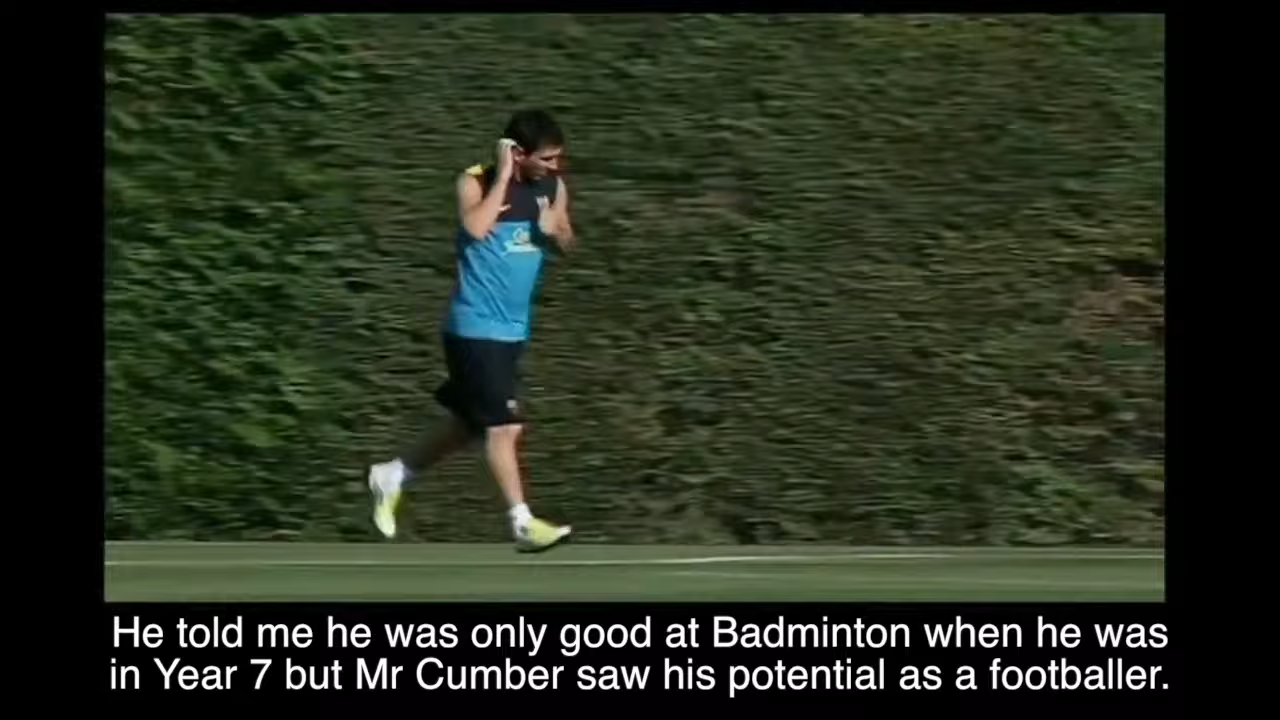 He told me he was only good at Badminton when he was
in Year 7 but Mr Cumber saw his potential as a footballer.